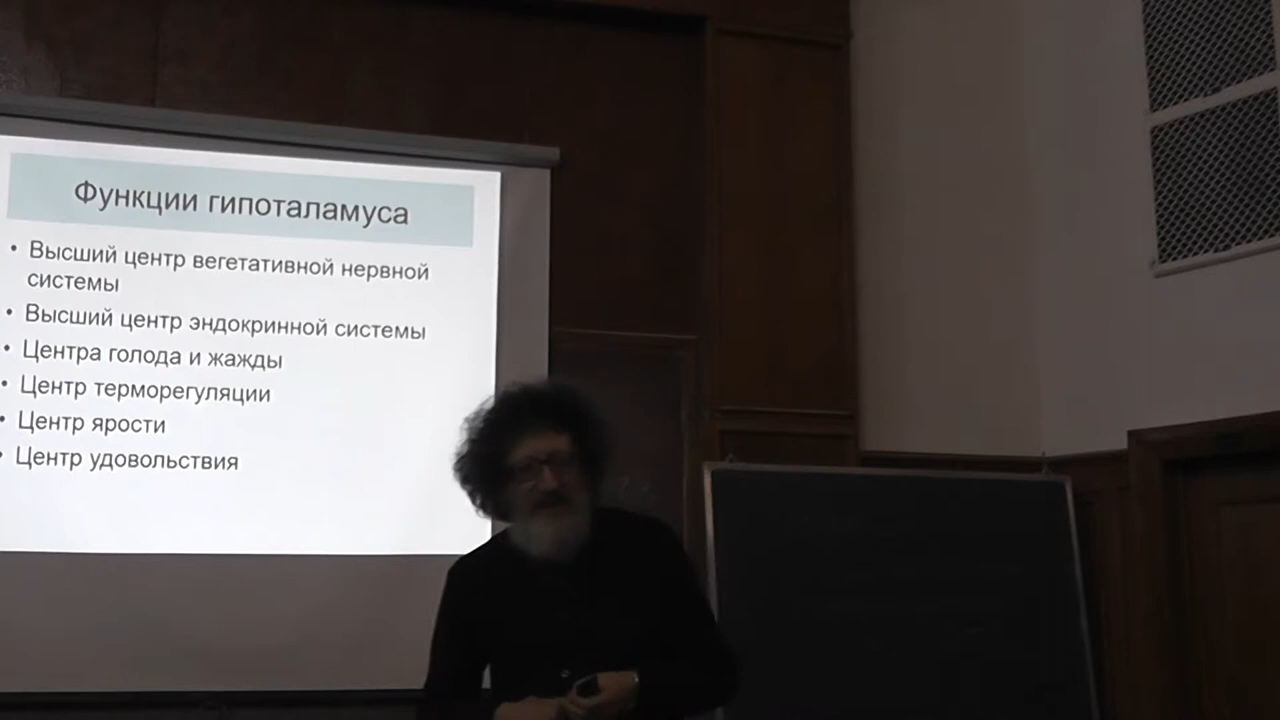 Функции гипоталамуса
• Высший центр вегетативной нервной
системы
• Высший центр эндокринной системы
• Центра голода и жажды
• Центр терморегуляции
• Центр ярости
• Центр удовольствия